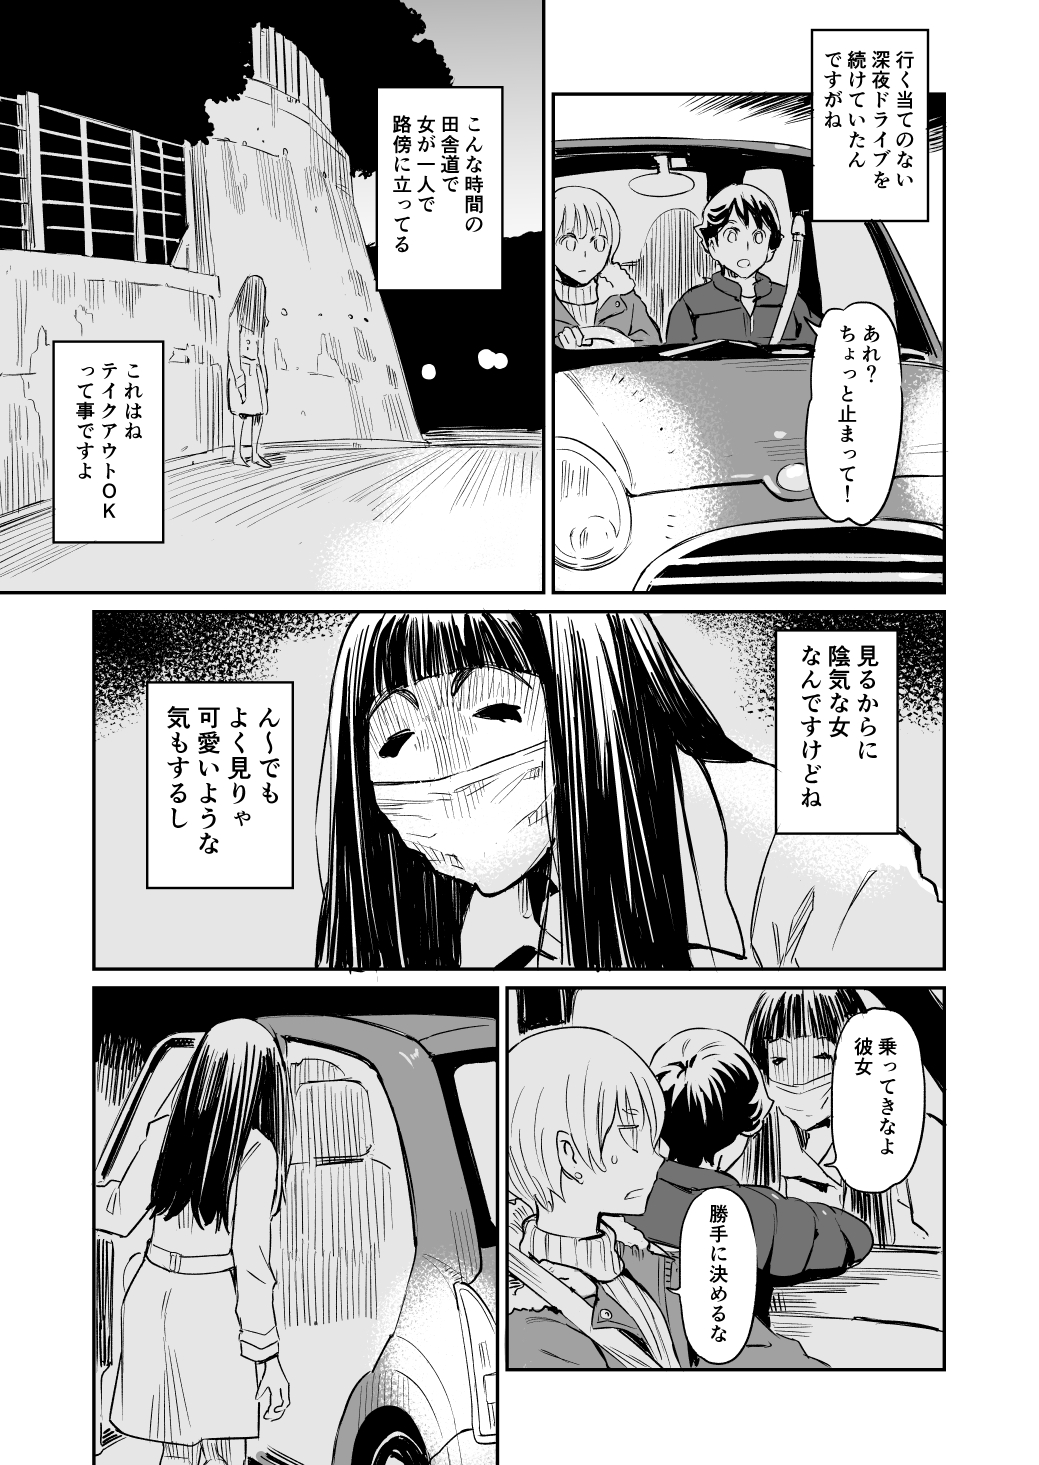 行く当てのない
深夜ドライブを
続けていたん
ですがね
あれ？
ちょっと止まって！
こんな時間の
田舎道で
女が一人で
路傍に立ってる
これはね
テイクアウトOK
って事ですよ
見るからに
陰気な女
なんですけどね
ん〜でも
よく見りゃ
可愛いような
気もするし
乗ってきなよ
彼女
勝手に決めるな